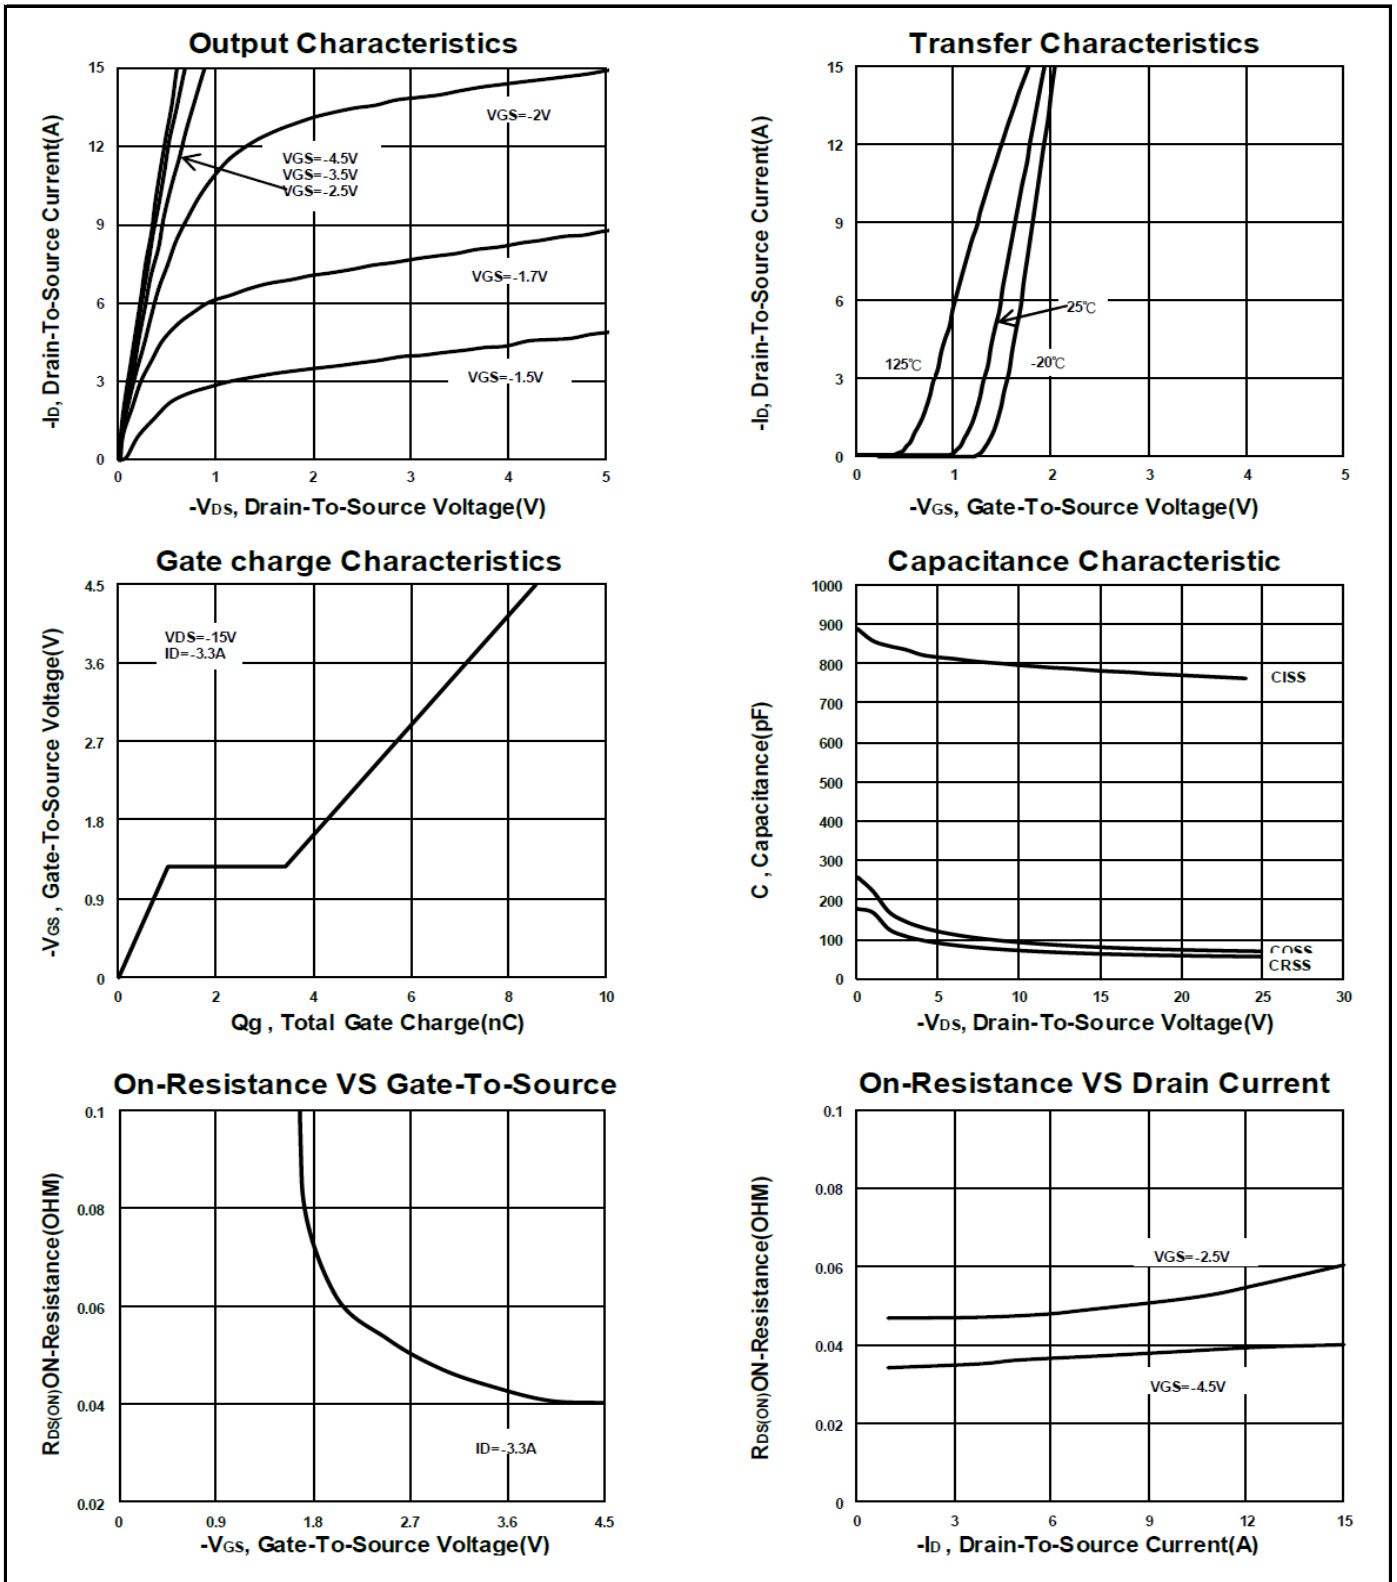 Output Characteristics
-ID, Drain-To-Source Current(A)
15
12
9
6
3
0
VGS=-2V
VGS=-4.5V
VGS=-3.5V
VGS=-2.5V
VGS=-1.7V
VGS=-1.5V
0 1 2 3 4 5
-VDS, Drain-To-Source Voltage(V)
Transfer Characteristics
-ID, Drain-To-Source Current(A)
15
12
9
6
3
0
25℃
125℃
-20℃
0 1 2 3 4 5
-VGS, Gate-To-Source Voltage(V)
Gate charge Characteristics
-VGS , Gate-To-Source Voltage(V)
4.5
3.6
2.7
1.8
0.9
0
VDS=-15V
ID=-3.3A
0 2 4 6 8 10
Qg , Total Gate Charge(nC)
Capacitance Characteristic
C , Capacitance(pF)
1000
900
800
700
600
500
400
300
200
100
0
CISS
COSS
CRSS
0 5 10 15 20 25 30
-VDS, Drain-To-Source Voltage(V)
On-Resistance VS Gate-To-Source
RDS(ON)ON-Resistance(OHM)
0.1
0.08
0.06
0.04
0.02
ID=-3.3A
0 0.9 1.8 2.7 3.6 4.5
-VGS, Gate-To-Source Voltage(V)
On-Resistance VS Drain Current
RDS(ON)ON-Resistance(OHM)
0.1
0.08
0.06
0.04
0.02
0
VGS=-2.5V
VGS=-4.5V
0 3 6 9 12 15
-ID , Drain-To-Source Current(A)